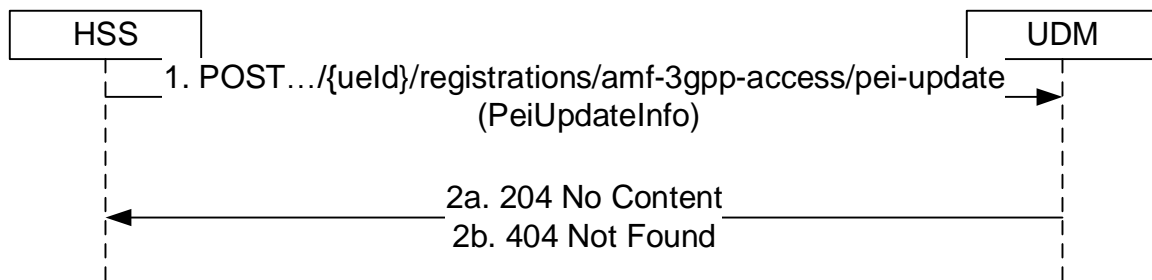 HSS
UDM
1. POST…/{ueId}/registrations/amf-3gpp-access/pei-update
(PeiUpdateInfo)
2a. 204 No Content
2b. 404 Not Found